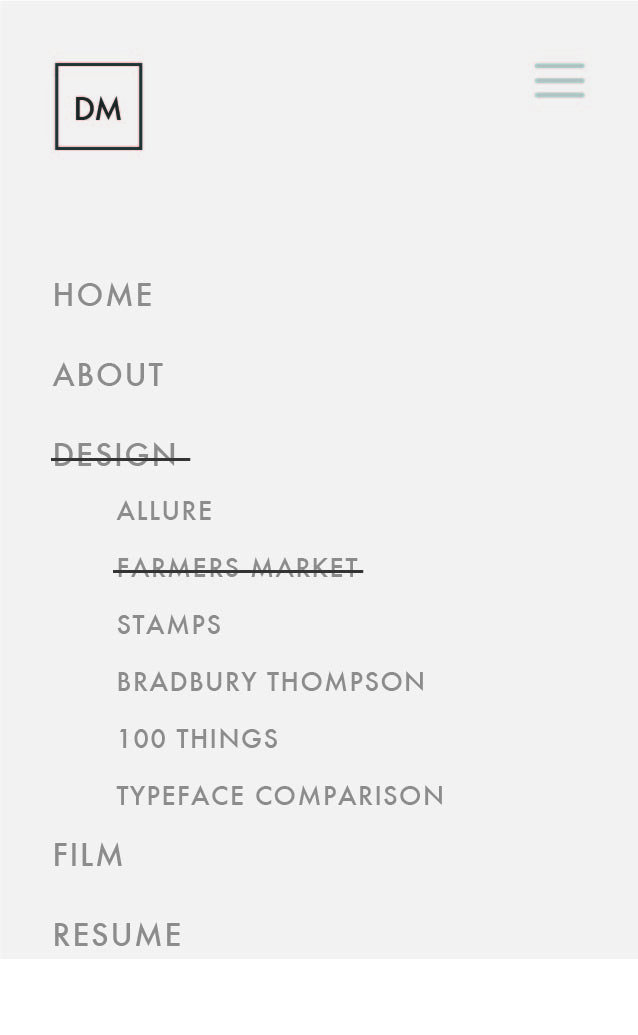 DM
HOME
ABOUT
DESIGN
ALLURE
FARMERS MARKET
STAMPS
BRADBURY THOMPSON
100 THINGS
TYPEFACE COMPARISON
FILM
RESUME